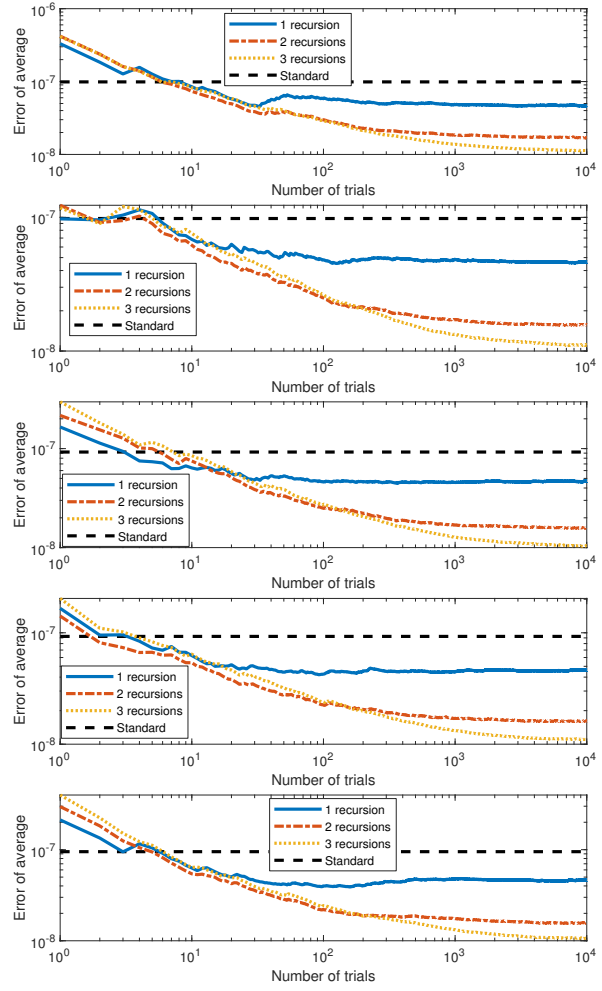 10^-6
10^-7
10^-8
Error of average
1 recursion
2 recursions
3 recursions
Standard
10^0 10^1 10^2 10^3 10^4
Number of trials
10^-7
10^-8
Error of average
1 recursion
2 recursions
3 recursions
Standard
10^0 10^1 10^2 10^3 10^4
Number of trials
10^-7
10^-8
Error of average
1 recursion
2 recursions
3 recursions
Standard
10^0 10^1 10^2 10^3 10^4
Number of trials
10^-7
10^-8
Error of average
1 recursion
2 recursions
3 recursions
Standard
10^0 10^1 10^2 10^3 10^4
Number of trials
10^-7
10^-8
Error of average
1 recursion
2 recursions
3 recursions
Standard
10^0 10^1 10^2 10^3 10^4
Number of trials